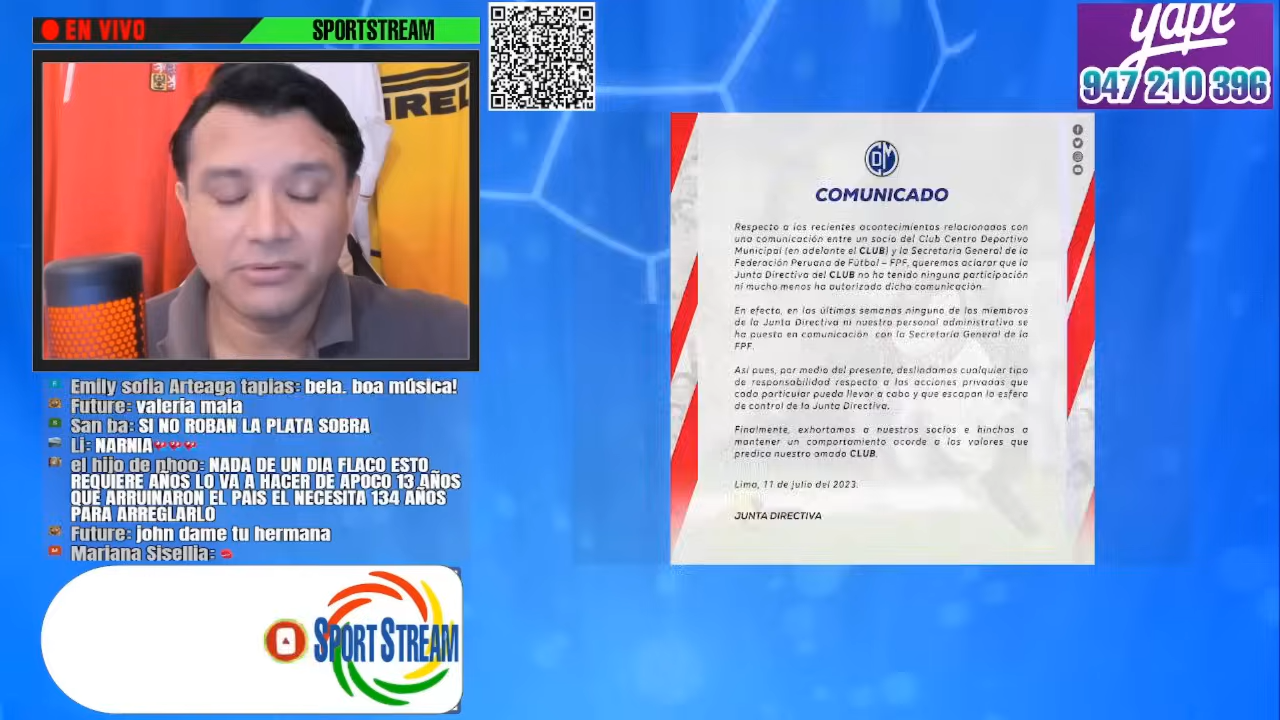 EN VIVO
SPORTSTREAM
yape
947 210 396
IREL
COMUNICADO
Respecto a los recientes acontecimientos relacionados con
una comunicación entre un socio del Club Centro Deportivo
Municipal (en adelante el CLUB) y la Secretaría General de la
Federación Peruana de Fútbol – FPF, queremos aclarar que la
Junta Directiva del CLUB no ha tenido ninguna participación
ni mucho menos ha autorizado dicha comunicación.
En efecto, en las últimas semanas ninguno de los miembros
de la Junta Directiva ni nuestro personal administrativo se
ha puesto en comunicación con la Secretaría General de la
FPF.
Así pues, por medio del presente, deslindamos cualquier tipo
de responsabilidad respecto a las acciones privadas que
cada particular pueda llevar a cabo y que escapan la esfera
de control de la Junta Directiva.
Finalmente, exhortamos a nuestros socios e hinchas a
mantener un comportamiento acorde a los valores que
predica nuestro amado CLUB.
Lima, 11 de julio del 2023.
JUNTA DIRECTIVA
Emily sofia Arteaga tapias: bela. boa música!
Future: valeria mala
San ba: SI NO ROBAN LA PLATA SOBRA
Li: NARNIA
el hijo de phoo: NADA DE UN DIA FLACO ESTO
REQUIERE AÑOS LO VA A HACER DE APOCO 13 AÑOS
QUE ARRUINARON EL PAIS EL NECESITA 134 AÑOS
PARA ARREGLARLO
Future: john dame tu hermana
Mariana Sisellia:
SPORT STREAM